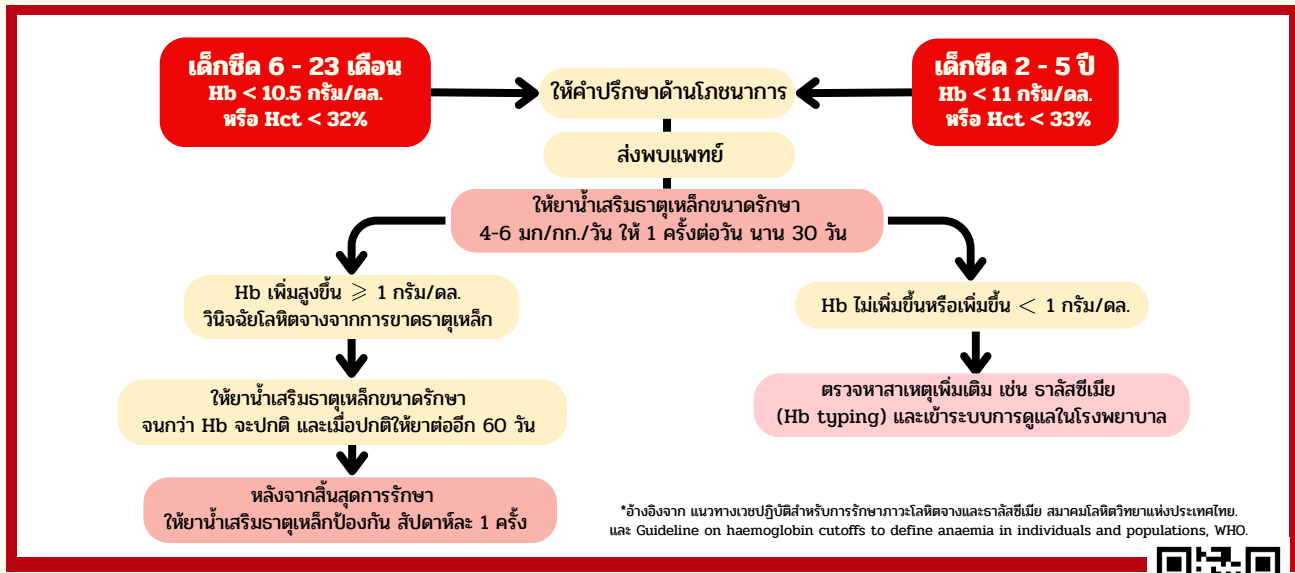 เด็กซีด 6 - 23 เดือน
Hb < 10.5 กรัม/ดล.
หรือ Hct < 32%
ให้คำปรึกษาด้านโภชนาการ
เด็กซีด 2 - 5 ปี
Hb < 11 กรัม/ดล.
หรือ Hct < 33%
ส่งพบแพทย์
ให้ยาน้ำเสริมธาตุเหล็กขนาดรักษา
4-6 มก/กก./วัน ให้ 1 ครั้งต่อวัน นาน 30 วัน
Hb เพิ่มสูงขึ้น ⩾ 1 กรัม/ดล.
วินิจฉัยโลหิตจางจากการขาดธาตุเหล็ก
Hb ไม่เพิ่มขึ้นหรือเพิ่มขึ้น < 1 กรัม/ดล.
ให้ยาน้ำเสริมธาตุเหล็กขนาดรักษา
จนกว่า Hb จะปกติ และเมื่อปกติให้ยาต่ออีก 60 วัน
ตรวจหาสาเหตุเพิ่มเติม เช่น ธาลัสซีเมีย
(Hb typing) และเข้าระบบการดูแลในโรงพยาบาล
หลังจากสิ้นสุดการรักษา
ให้ยาน้ำเสริมธาตุเหล็กป้องกัน สัปดาห์ละ 1 ครั้ง
*อ้างอิงจาก แนวทางเวชปฏิบัติสำหรับการรักษาภาวะโลหิตจางและธาลัสซีเมีย สมาคมโลหิตวิทยาแห่งประเทศไทย.
และ Guideline on haemoglobin cutoffs to define anaemia in individuals and populations, WHO.